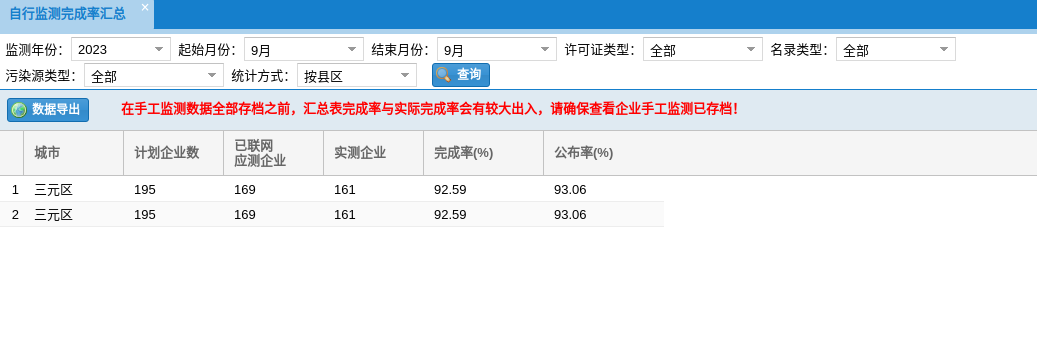 自行监测完成率汇总 ×
监测年份： 2023 起始月份： 9月 结束月份： 9月 许可证类型： 全部 名录类型： 全部
污染源类型： 全部 统计方式： 按县区 查询
数据导出 在手工监测数据全部存档之前，汇总表完成率与实际完成率会有较大出入，请确保查看企业手工监测已存档！
城市 计划企业数 已联网 应测企业 实测企业 完成率(%) 公布率(%)
1 三元区 195 169 161 92.59 93.06
2 三元区 195 169 161 92.59 93.06